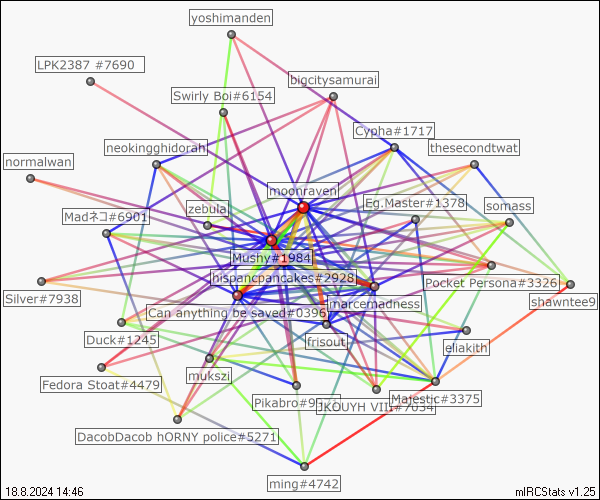 yoshimanden
LPK2387 #7690
bigcitysamurai
Swirly Boi#6154
Cypha#1717
neokingghidorah
thesecondtwat
normalwan
moonraven
Eg.Master#1378
somass
zebula
Madネコ#6901
Mushy#1984
hispancpancakes#2928
Pocket Persona#3326
Silver#7938
marcemadness
shawntee9
Can anything be saved#0396
Duck#1245
frisout
eliakith
mukszi
Fedora Stoat#4479
Majestic#3375
Pikabro#9
JKOUYH VIII#7034
DacobDacob hORNY police#5271
ming#4742
18.8.2024 14:46
mIRCStats v1.25